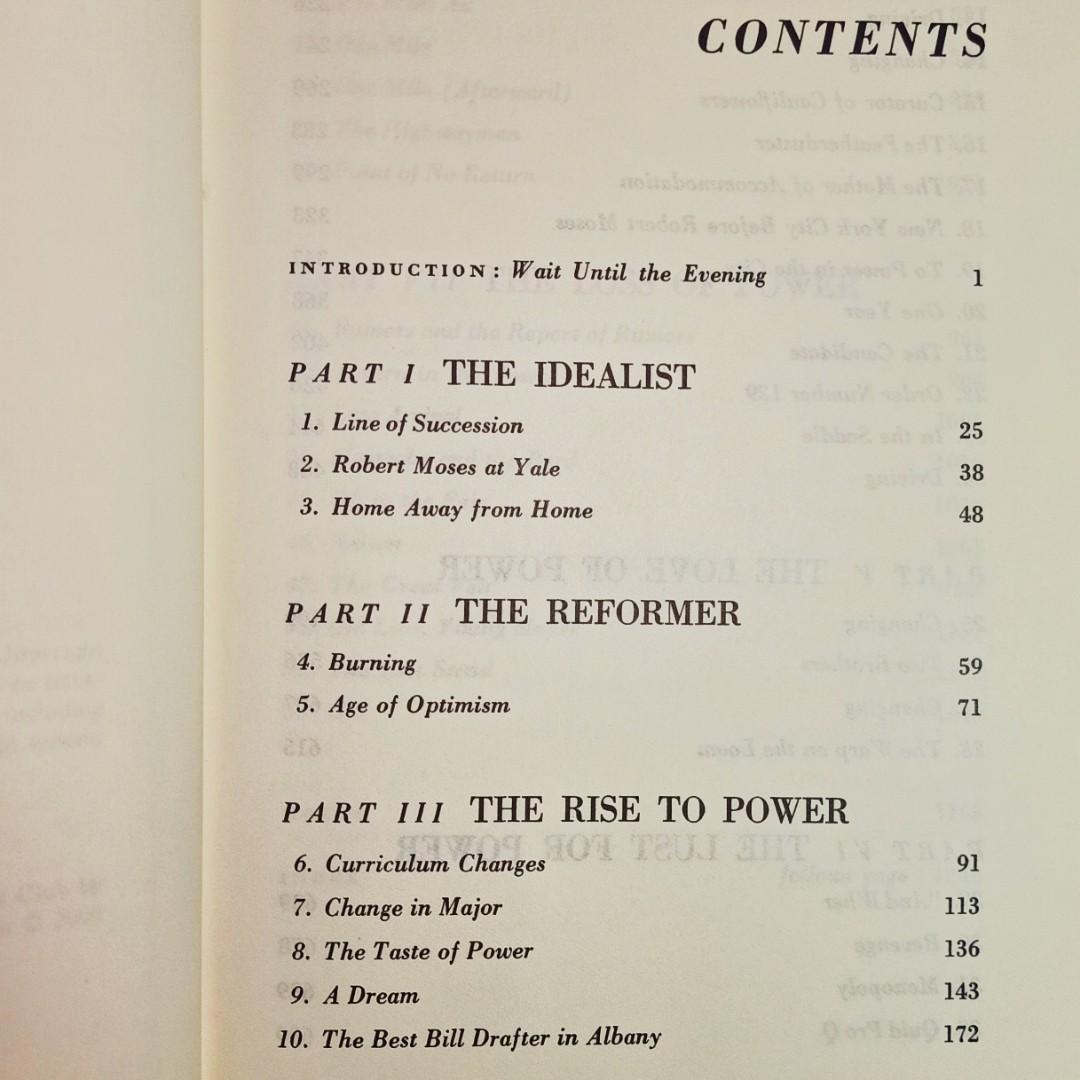 CONTENTS
INTRODUCTION: Wait Until the Evening 1
PART I THE IDEALIST
1. Line of Succession 25
2. Robert Moses at Yale 38
3. Home Away from Home 48
PART II THE REFORMER
4. Burning 59
5. Age of Optimism 71
PART III THE RISE TO POWER
6. Curriculum Changes 91
7. Change in Major 113
8. The Taste of Power 136
9. A Dream 143
10. The Best Bill Drafter in Albany 172